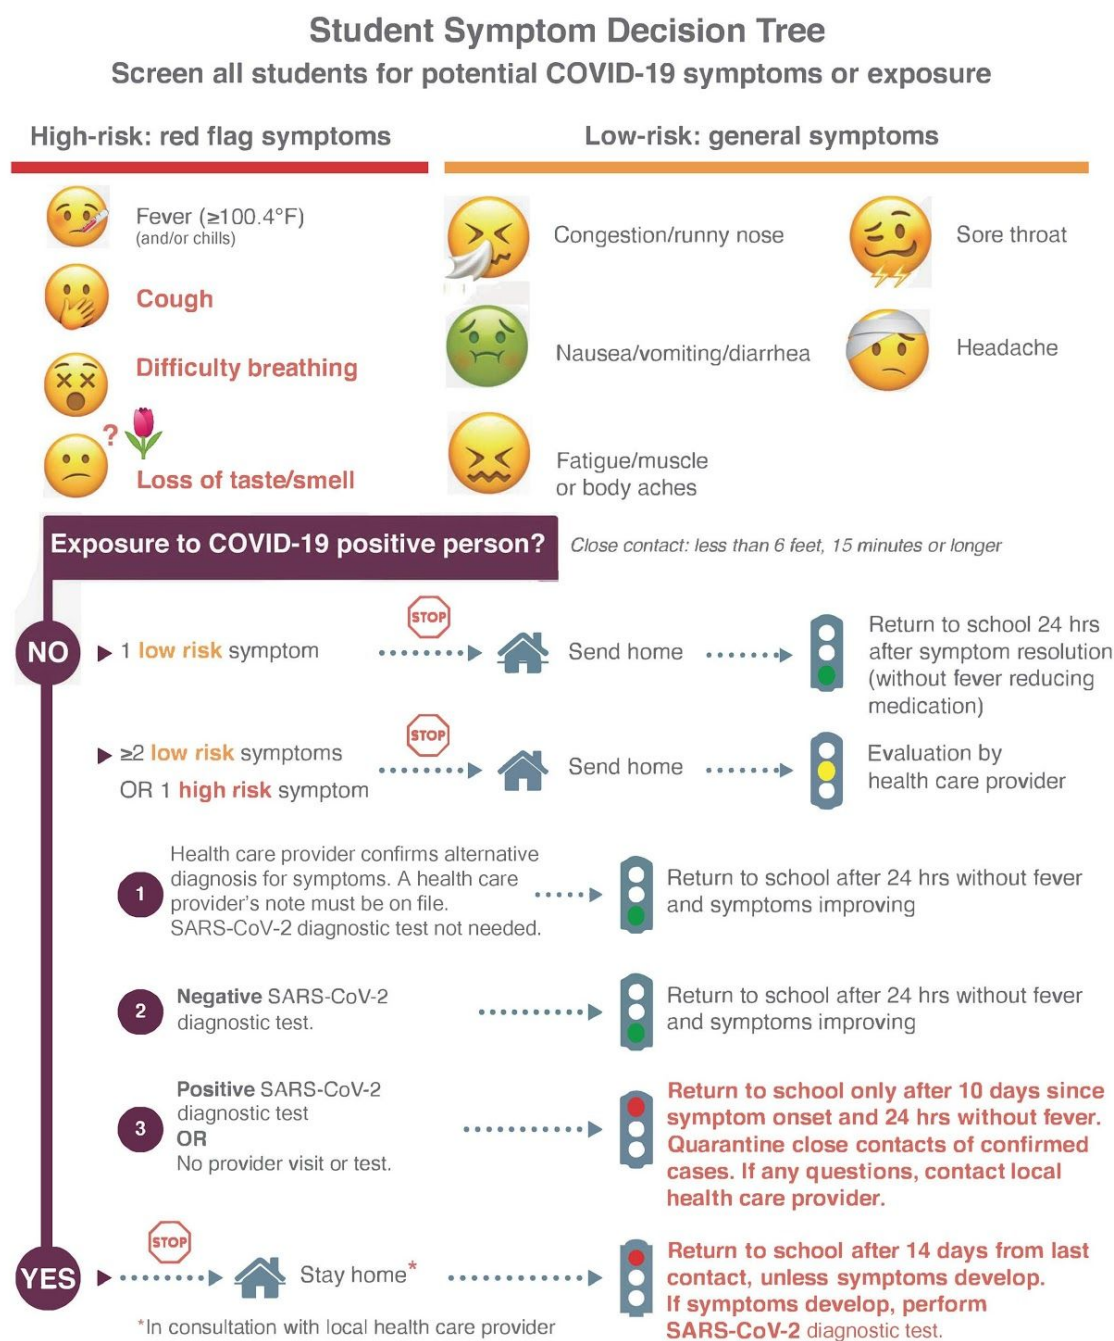 Student Symptom Decision Tree
Screen all students for potential COVID-19 symptoms or exposure
High-risk: red flag symptoms
Fever (≥100.4°F)
(and/or chills)
Cough
Difficulty breathing
?
Loss of taste/smell
Low-risk: general symptoms
Congestion/runny nose
Nausea/vomiting/diarrhea
Fatigue/muscle
or body aches
Sore throat
Headache
Exposure to COVID-19 positive person?
Close contact: less than 6 feet, 15 minutes or longer
NO
1 low risk symptom
STOP
Send home
Return to school 24 hrs
after symptom resolution
(without fever reducing
medication)
≥2 low risk symptoms
OR 1 high risk symptom
STOP
Send home
Evaluation by
health care provider
1
Health care provider confirms alternative
diagnosis for symptoms. A health care
provider's note must be on file.
SARS-CoV-2 diagnostic test not needed.
Return to school after 24 hrs without fever
and symptoms improving
2
Negative SARS-CoV-2
diagnostic test.
Return to school after 24 hrs without fever
and symptoms improving
3
Positive SARS-CoV-2
diagnostic test
OR
No provider visit or test.
Return to school only after 10 days since
symptom onset and 24 hrs without fever.
Quarantine close contacts of confirmed
cases. If any questions, contact local
health care provider.
YES
STOP
Stay home*
Return to school after 14 days from last
contact, unless symptoms develop.
If symptoms develop, perform
SARS-CoV-2 diagnostic test.
*In consultation with local health care provider